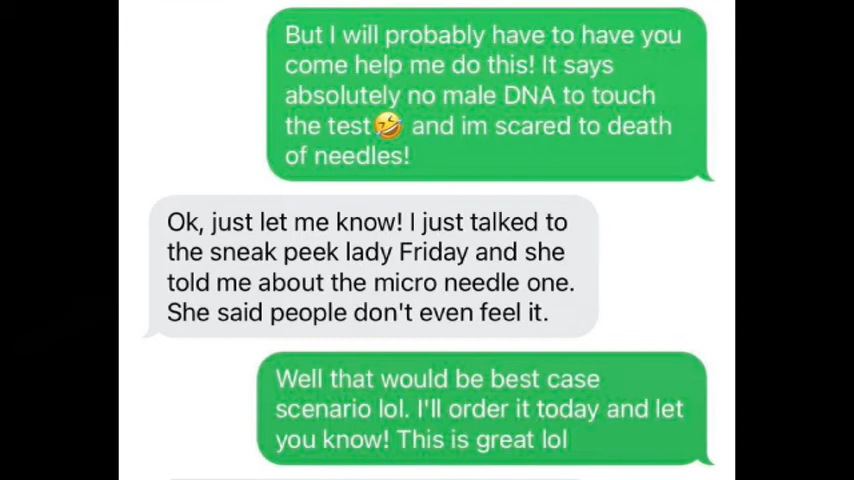 But I will probably have to have you
come help me do this! It says
absolutely no male DNA to touch
the test🤣 and im scared to death
of needles!
Ok, just let me know! I just talked to
the sneak peek lady Friday and she
told me about the micro needle one.
She said people don't even feel it.
Well that would be best case
scenario lol. I'll order it today and let
you know! This is great lol